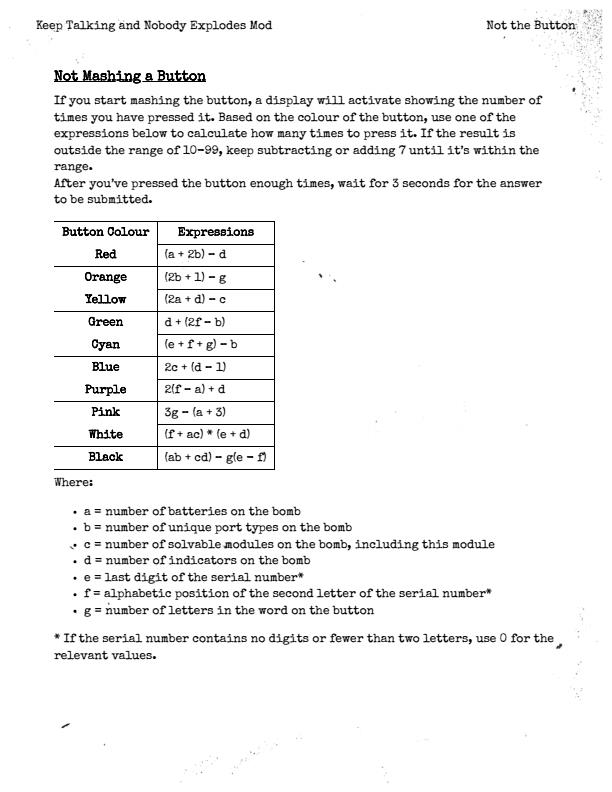 Keep Talking and Nobody Explodes Mod Not the Button
Not Mashing a Button
If you start mashing the button, a display will activate showing the number of
times you have pressed it. Based on the colour of the button, use one of the
expressions below to calculate how many times to press it. If the result is
outside the range of 10–99, keep subtracting or adding 7 until it's within the
range.
After you've pressed the button enough times, wait for 3 seconds for the answer
to be submitted.
Button Colour Expressions
Red (a + 2b) − d
Orange (2b + 1) − g
Yellow (2a + d) − c
Green d + (2f − b)
Cyan (e + f + g) − b
Blue 2c + (d − 1)
Purple 2(f − a) + d
Pink 3g − (a + 3)
White (f + ac) * (e + d)
Black (ab + cd) − g(e − f)
Where:
• a = number of batteries on the bomb
• b = number of unique port types on the bomb
• c = number of solvable modules on the bomb, including this module
• d = number of indicators on the bomb
• e = last digit of the serial number*
• f = alphabetic position of the second letter of the serial number*
• g = number of letters in the word on the button
* If the serial number contains no digits or fewer than two letters, use 0 for the
relevant values.